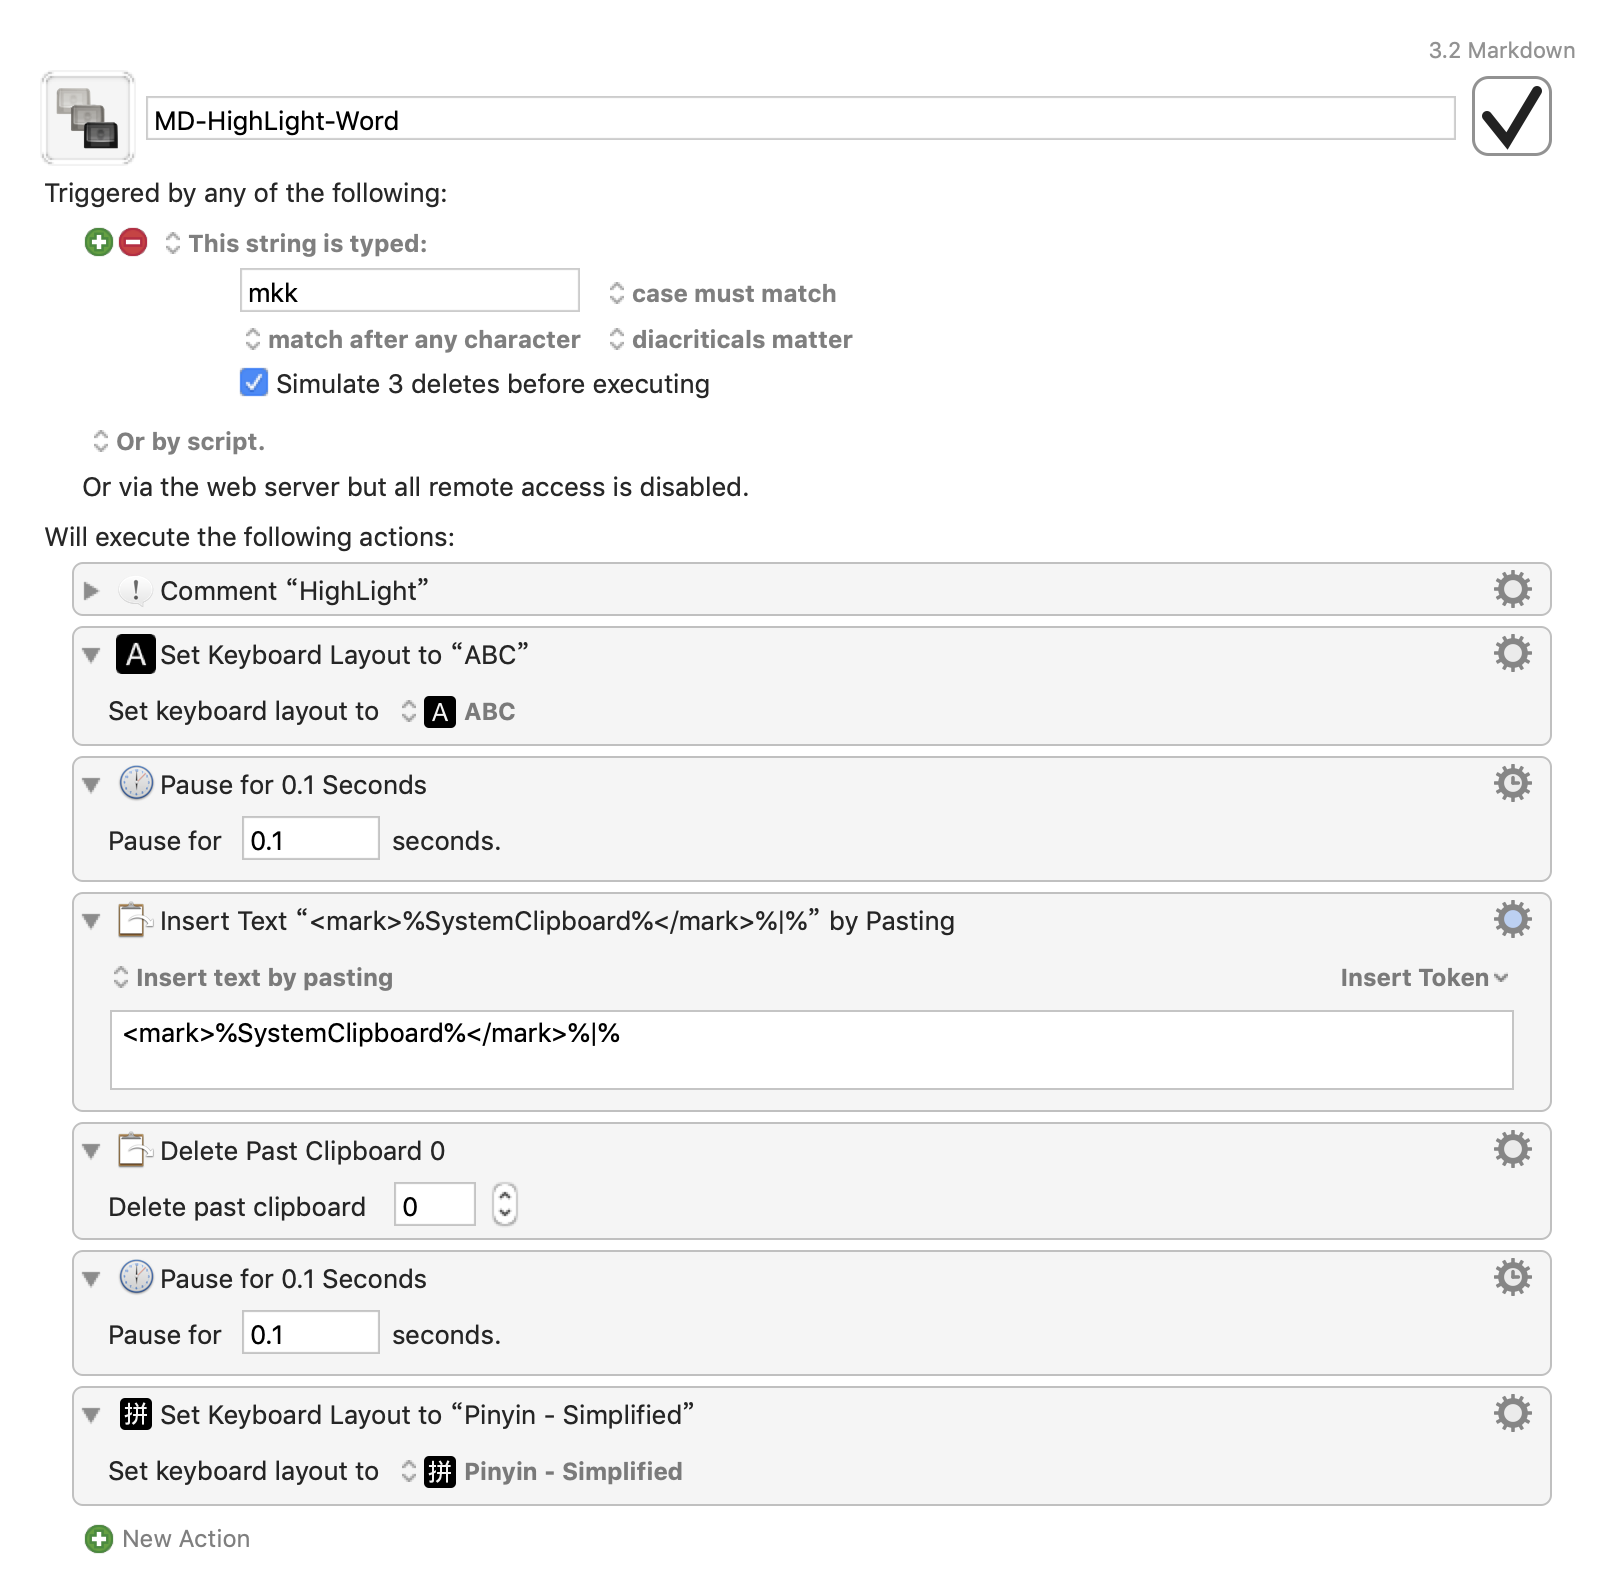 3.2 Markdown
MD-HighLight-Word
Triggered by any of the following:
This string is typed:
mkk case must match
match after any character diacriticals matter
Simulate 3 deletes before executing
Or by script.
Or via the web server but all remote access is disabled.
Will execute the following actions:
Comment “HighLight”
A Set Keyboard Layout to “ABC”
Set keyboard layout to A ABC
Pause for 0.1 Seconds
Pause for 0.1 seconds.
Insert Text “<mark>%SystemClipboard%</mark>%|%” by Pasting
Insert text by pasting Insert Token
<mark>%SystemClipboard%</mark>%|%
Delete Past Clipboard 0
Delete past clipboard 0
Pause for 0.1 Seconds
Pause for 0.1 seconds.
拼 Set Keyboard Layout to “Pinyin - Simplified”
Set keyboard layout to 拼 Pinyin - Simplified
New Action